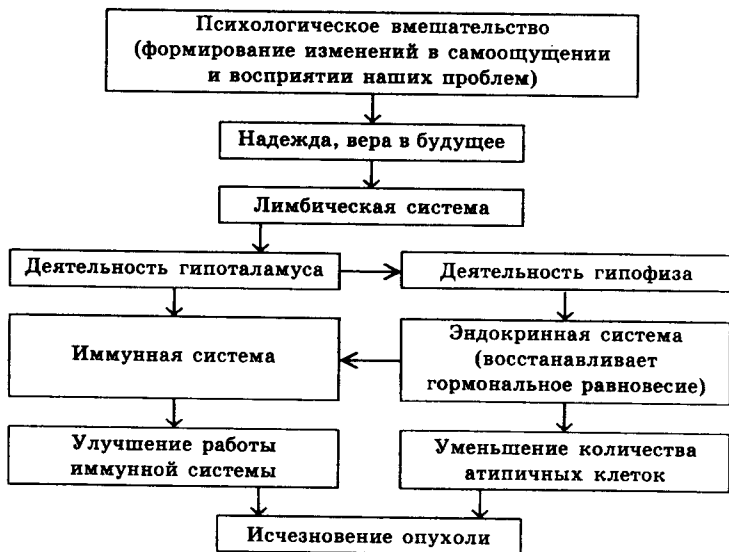 Психологическое вмешательство
(формирование изменений в самоощущении
и восприятии наших проблем)
Надежда, вера в будущее
Лимбическая система
Деятельность гипоталамуса
Деятельность гипофиза
Иммунная система
Эндокринная система
(восстанавливает
гормональное равновесие)
Улучшение работы
иммунной системы
Уменьшение количества
атипичных клеток
Исчезновение опухоли